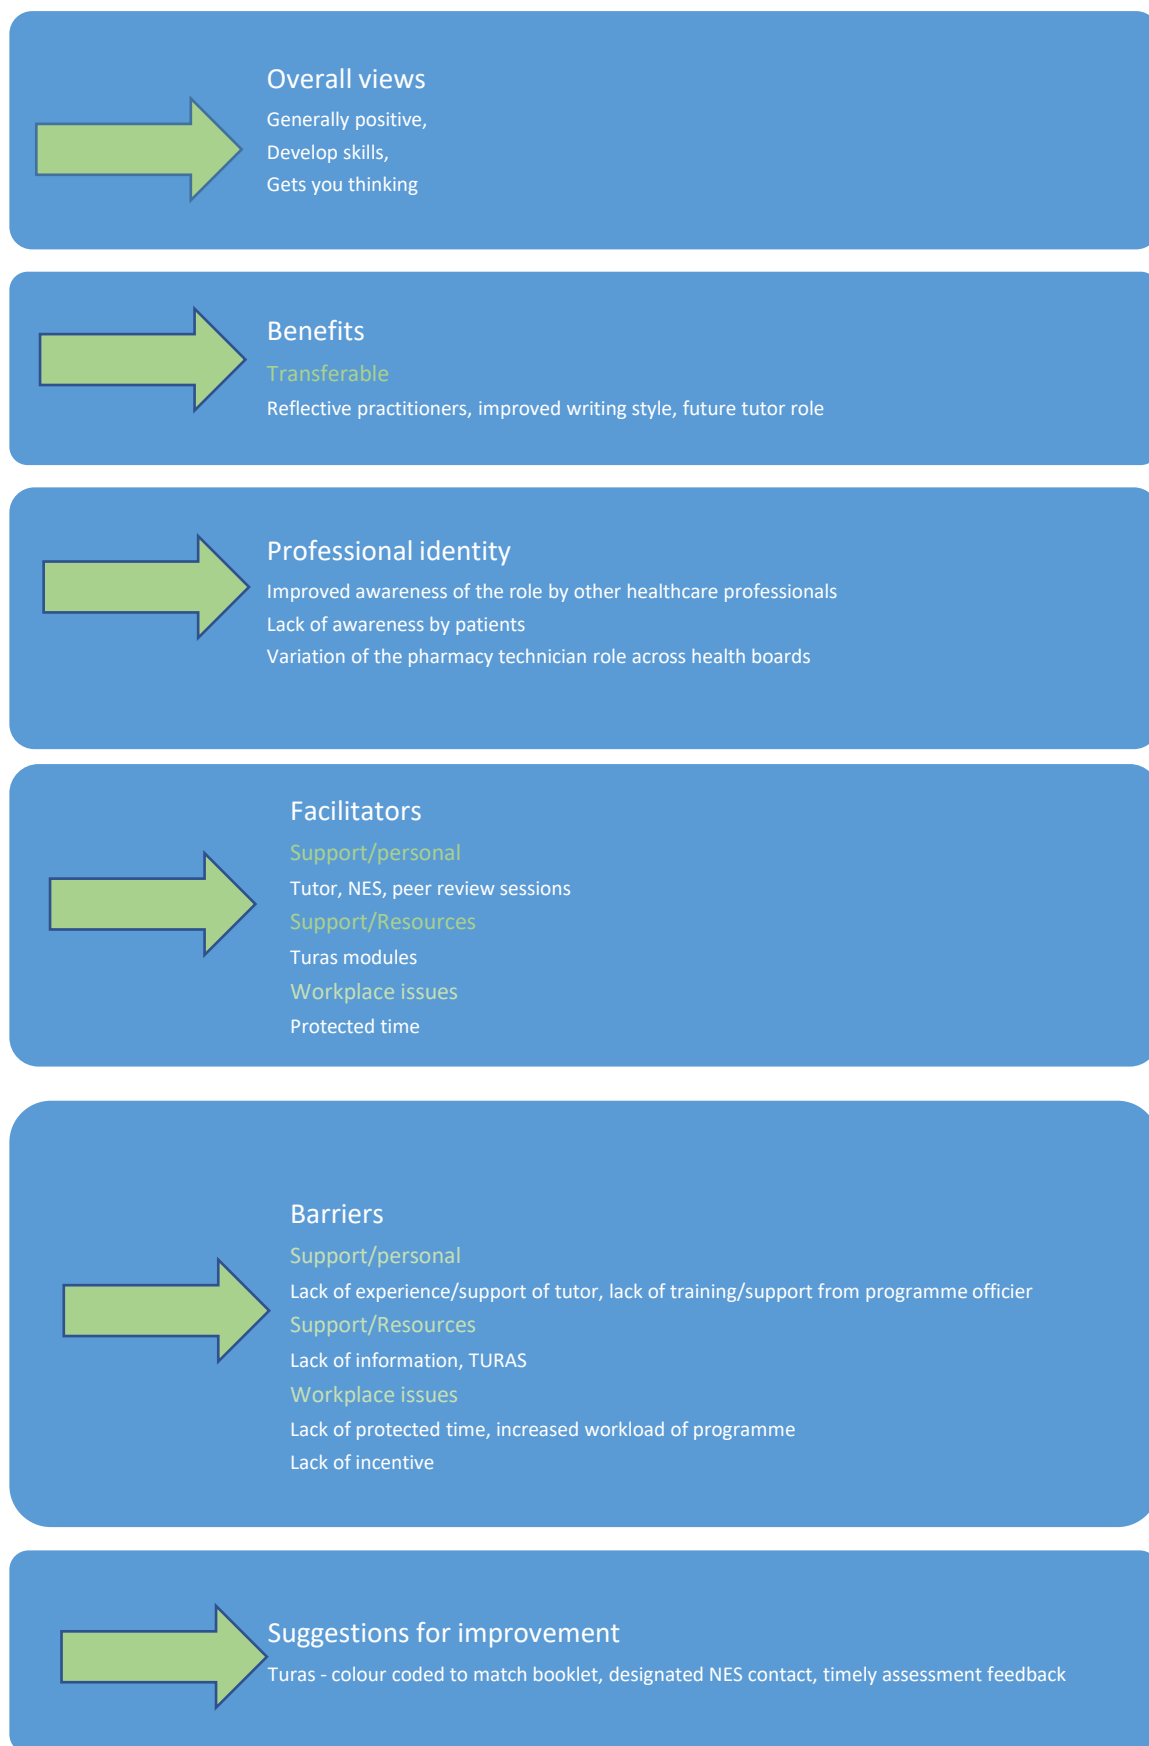 Overall views
Generally positive,
Develop skills,
Gets you thinking
Benefits
Transferable
Reflective practitioners, improved writing style, future tutor role
Professional identity
Improved awareness of the role by other healthcare professionals
Lack of awareness by patients
Variation of the pharmacy technician role across health boards
Facilitators
Support/personal
Tutor, NES, peer review sessions
Support/Resources
Turas modules
Workplace issues
Protected time
Barriers
Support/personal
Lack of experience/support of tutor, lack of training/support from programme officier
Support/Resources
Lack of information, TURAS
Workplace issues
Lack of protected time, increased workload of programme
Lack of incentive
Suggestions for improvement
Turas - colour coded to match booklet, designated NES contact, timely assessment feedback